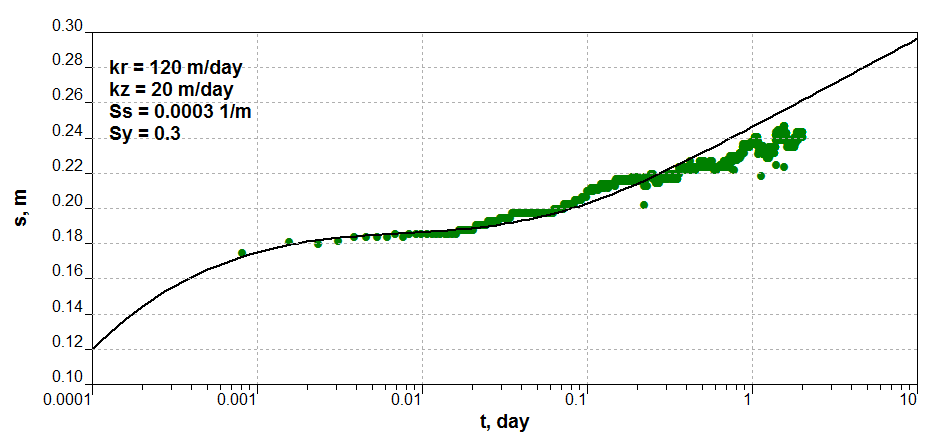 0.30
0.28
0.26
0.24
0.22
0.20
0.18
0.16
0.14
0.12
0.10
s, m
kr = 120 m/day
kz = 20 m/day
Ss = 0.0003 1/m
Sy = 0.3
0.0001 0.001 0.01 0.1 1 10
t, day